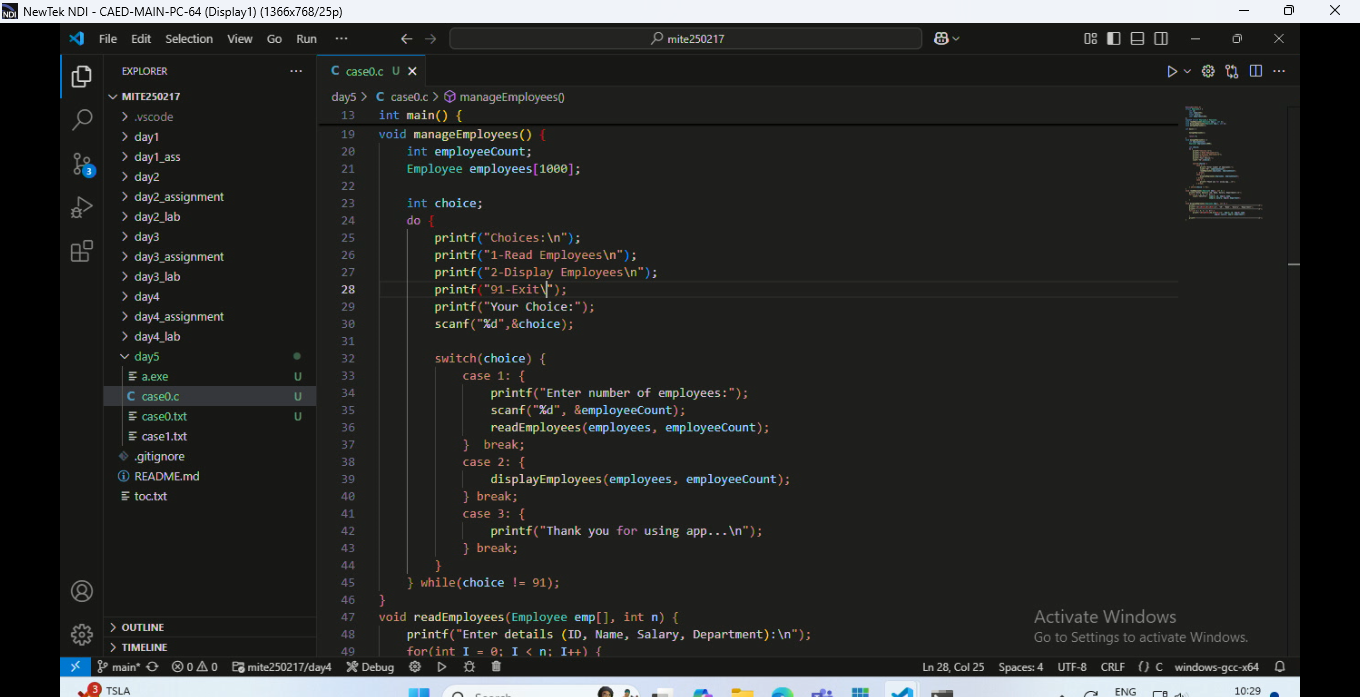 NewTek NDI - CAED-MAIN-PC-64 (Display1) (1366x768/25p)
File Edit Selection View Go Run ··· mite250217
EXPLORER ···
C case0.c U
day5 > C case0.c > manageEmployees()
MITE250217
.vscode
day1
day1_ass
day2
day2_assignment
day2_lab
day3
day3_assignment
day3_lab
day4
day4_assignment
day4_lab
day5
a.exe U
C case0.c U
case0.txt U
case1.txt
.gitignore
README.md
toc.txt
OUTLINE
TIMELINE
3
13 int main() {
19 void manageEmployees() {
20 int employeeCount;
21 Employee employees[1000];
22
23 int choice;
24 do {
25 printf("Choices:\n");
26 printf("1-Read Employees\n");
27 printf("2-Display Employees\n");
28 printf("91-Exit\");
29 printf("Your Choice:");
30 scanf("%d",&choice);
31
32 switch(choice) {
33 case 1: {
34 printf("Enter number of employees:");
35 scanf("%d", &employeeCount);
36 readEmployees(employees, employeeCount);
37 } break;
38 case 2: {
39 displayEmployees(employees, employeeCount);
40 } break;
41 case 3: {
42 printf("Thank you for using app...\n");
43 } break;
44 }
45 } while(choice != 91);
46 }
47 void readEmployees(Employee emp[], int n) {
48 printf("Enter details (ID, Name, Salary, Department):\n");
49 for(int I = 0; I < n; I++) {
Activate Windows
Go to Settings to activate Windows.
main* 0 0 mite250217/day4 Debug Ln 28, Col 25 Spaces: 4 UTF-8 CRLF {} C windows-gcc-x64
3 TSLA Search ENG 10:29